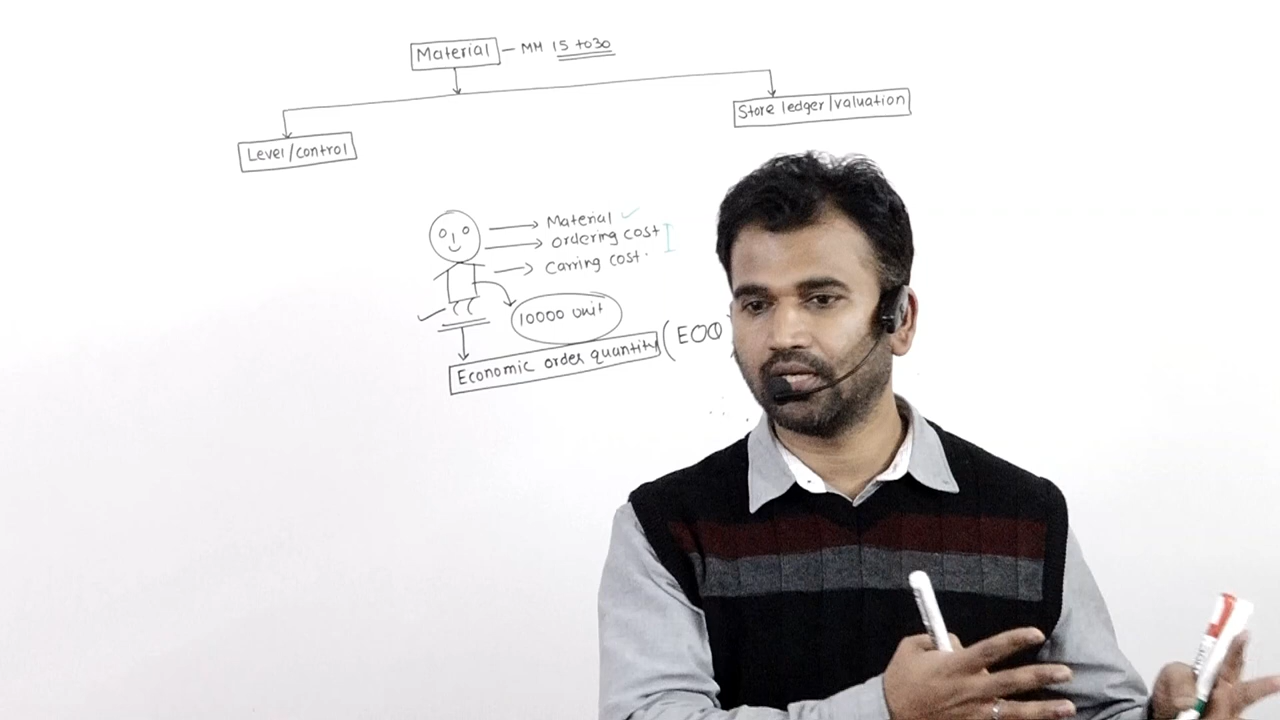 Material — MM 15 to 30
Store ledger/valuation
Level/control
Material ✓
ordering cost
Carring cost.
10000 unit
Economic order quantity (EOQ